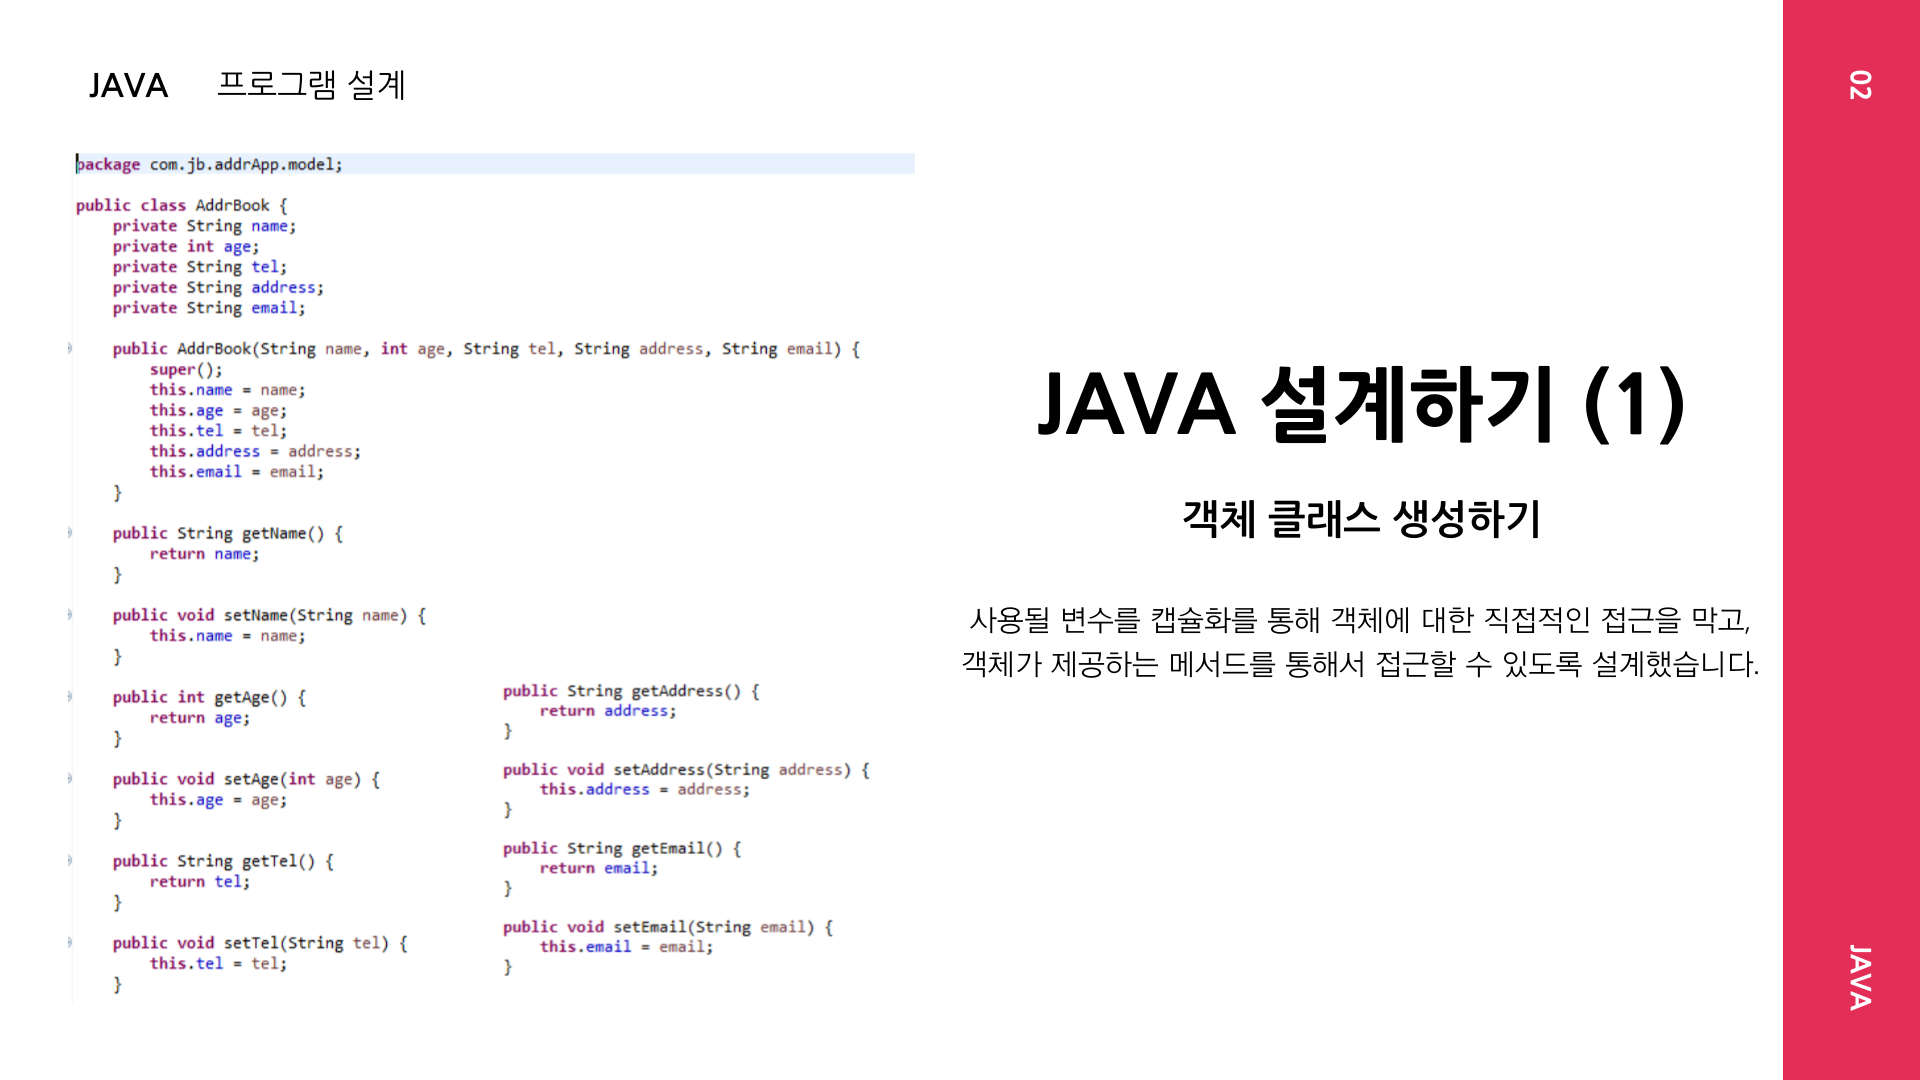 JAVA 프로그램 설계
02
package com.jb.addrApp.model;
public class AddrBook {
private String name;
private int age;
private String tel;
private String address;
private String email;
public AddrBook(String name, int age, String tel, String address, String email) {
super();
this.name = name;
this.age = age;
this.tel = tel;
this.address = address;
this.email = email;
}
public String getName() {
return name;
}
public void setName(String name) {
this.name = name;
}
public int getAge() {
return age;
}
public void setAge(int age) {
this.age = age;
}
public String getTel() {
return tel;
}
public void setTel(String tel) {
this.tel = tel;
}
public String getAddress() {
return address;
}
public void setAddress(String address) {
this.address = address;
}
public String getEmail() {
return email;
}
public void setEmail(String email) {
this.email = email;
}
JAVA 설계하기 (1)
객체 클래스 생성하기
사용될 변수를 캡슐화를 통해 객체에 대한 직접적인 접근을 막고,
객체가 제공하는 메서드를 통해서 접근할 수 있도록 설계했습니다.
JAVA